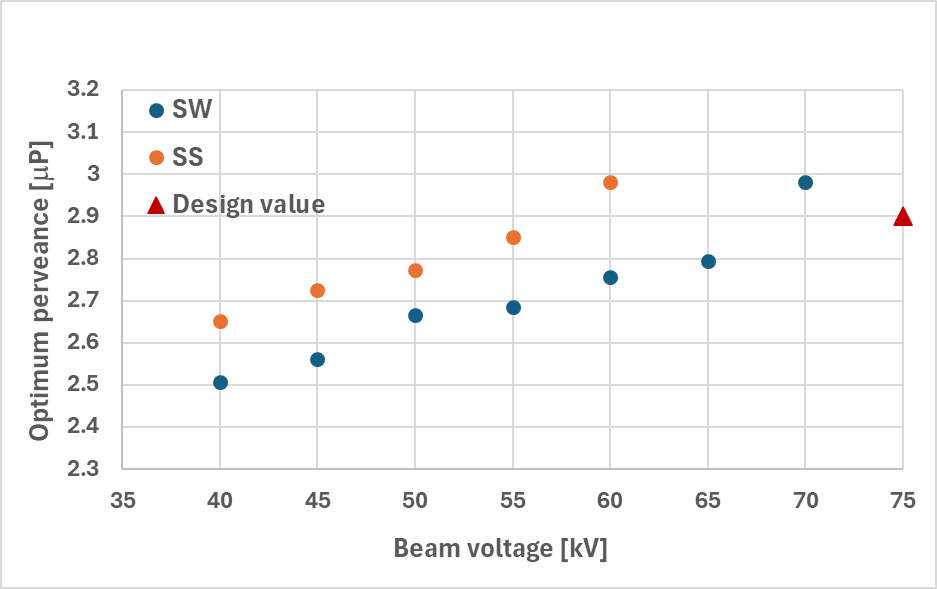 3.2
3.1
3
2.9
2.8
2.7
2.6
2.5
2.4
2.3
Optimum perveance [μP]
SW
SS
Design value
35 40 45 50 55 60 65 70 75
Beam voltage [kV]